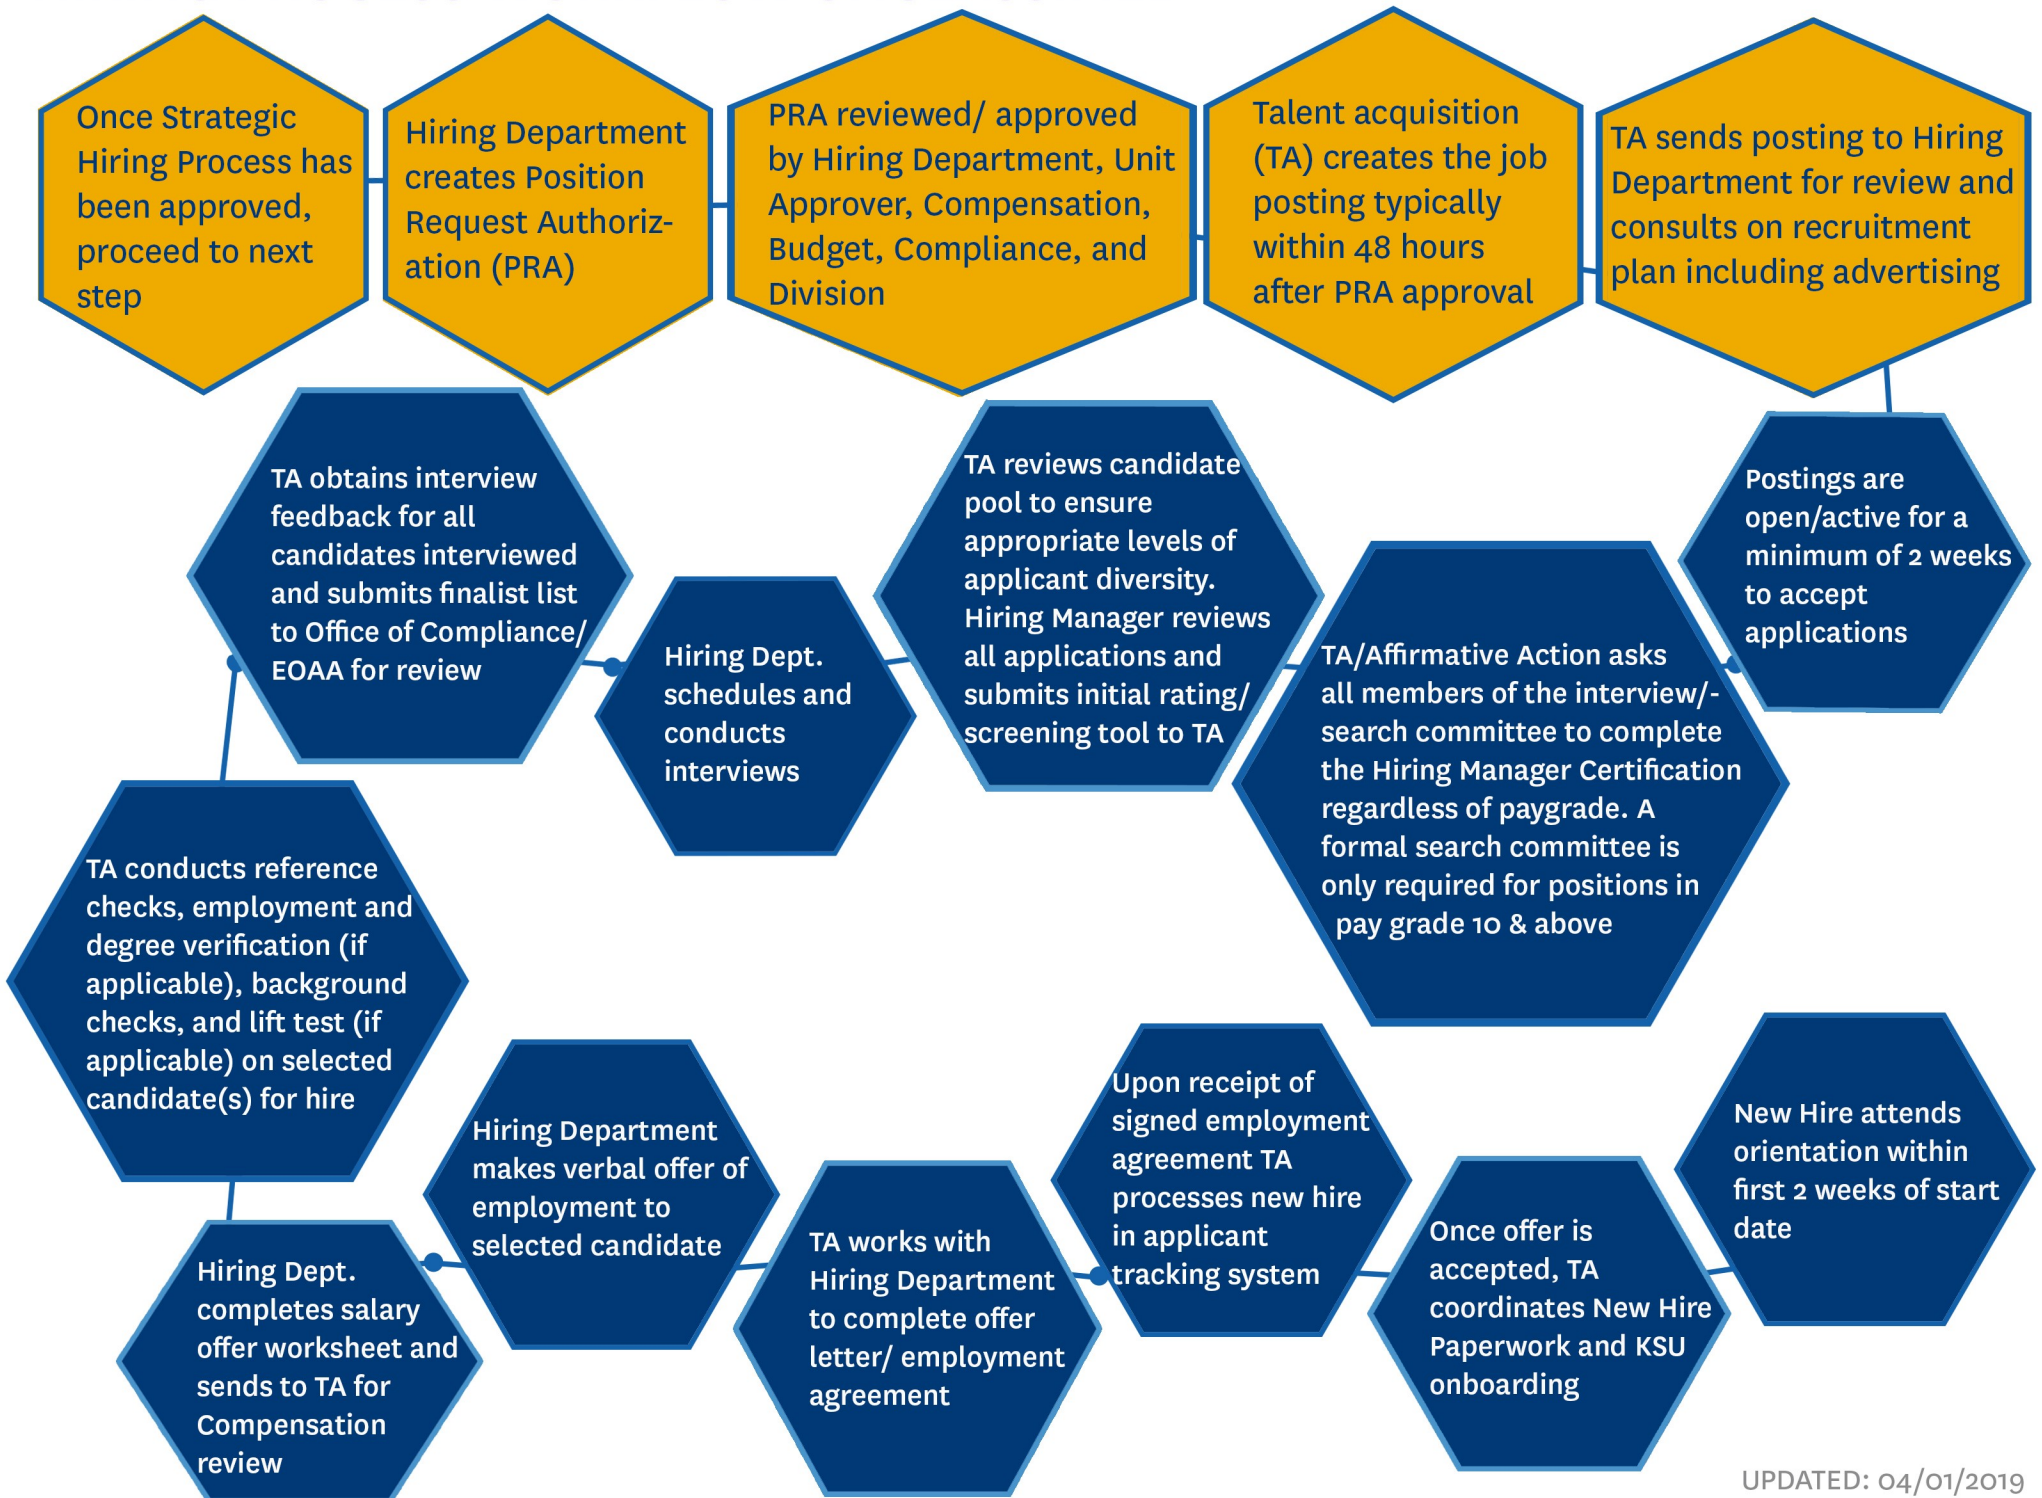 Once Strategic
Hiring Process has
been approved,
proceed to next
step
Hiring Department
creates Position
Request Authoriz-
ation (PRA)
PRA reviewed/ approved
by Hiring Department, Unit
Approver, Compensation,
Budget, Compliance, and
Division
Talent acquisition
(TA) creates the job
posting typically
within 48 hours
after PRA approval
TA sends posting to Hiring
Department for review and
consults on recruitment
plan including advertising
Postings are
open/active for a
minimum of 2 weeks
to accept
applications
TA/Affirmative Action asks
all members of the interview/-
search committee to complete
the Hiring Manager Certification
regardless of paygrade. A
formal search committee is
only required for positions in
pay grade 10 & above
TA reviews candidate
pool to ensure
appropriate levels of
applicant diversity.
Hiring Manager reviews
all applications and
submits initial rating/
screening tool to TA
Hiring Dept.
schedules and
conducts
interviews
TA obtains interview
feedback for all
candidates interviewed
and submits finalist list
to Office of Compliance/
EOAA for review
TA conducts reference
checks, employment and
degree verification (if
applicable), background
checks, and lift test (if
applicable) on selected
candidate(s) for hire
Hiring Dept.
completes salary
offer worksheet and
sends to TA for
Compensation
review
Hiring Department
makes verbal offer of
employment to
selected candidate
TA works with
Hiring Department
to complete offer
letter/ employment
agreement
Upon receipt of
signed employment
agreement TA
processes new hire
in applicant
tracking system
Once offer is
accepted, TA
coordinates New Hire
Paperwork and KSU
onboarding
New Hire attends
orientation within
first 2 weeks of start
date
UPDATED: 04/01/2019